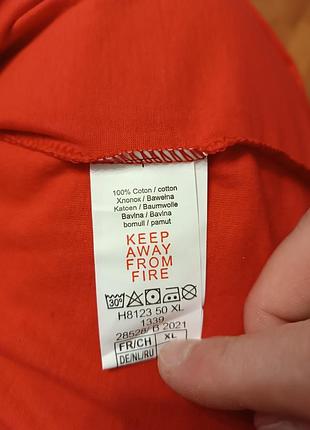 100% Coton / cotton
Хлопок / Bawełna
Katoen / Baumwolle
Bavlna / Bavlna
bomull / pamut
KEEP
AWAY
FROM
FIRE
30°
H8123 50 XL
1339
28528/ B 2021
FR/CH XL
DE/NL/RU